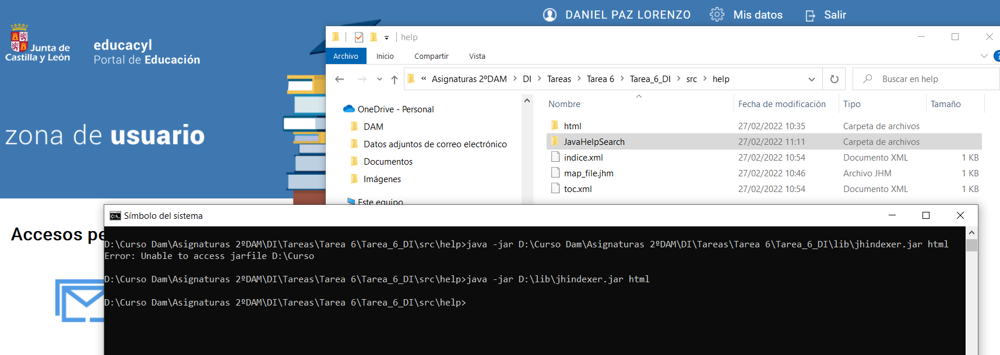 DANIEL PAZ LORENZO Mis datos Salir
Junta de
Castilla y León
educacyl
Portal de Educación
zona de usuario
Accesos pe
help
Archivo Inicio Compartir Vista
« Asignaturas 2ºDAM > DI > Tareas > Tarea 6 > Tarea_6_DI > src > help
Buscar en help
OneDrive - Personal
DAM
Datos adjuntos de correo electrónico
Documentos
Imágenes
Este equipo
Nombre Fecha de modificación Tipo Tamaño
html 27/02/2022 10:35 Carpeta de archivos
JavaHelpSearch 27/02/2022 11:11 Carpeta de archivos
indice.xml 27/02/2022 10:54 Documento XML 1 KB
map_file.jhm 27/02/2022 10:46 Archivo JHM 1 KB
toc.xml 27/02/2022 10:54 Documento XML 1 KB
Símbolo del sistema
D:\Curso Dam\Asignaturas 2ºDAM\DI\Tareas\Tarea 6\Tarea_6_DI\src\help>java -jar D:\Curso Dam\Asignaturas 2ºDAM\DI\Tareas\Tarea 6\Tarea_6_DI\lib\jhindexer.jar html
Error: Unable to access jarfile D:\Curso
D:\Curso Dam\Asignaturas 2ºDAM\DI\Tareas\Tarea 6\Tarea_6_DI\src\help>java -jar D:\lib\jhindexer.jar html
D:\Curso Dam\Asignaturas 2ºDAM\DI\Tareas\Tarea 6\Tarea_6_DI\src\help>